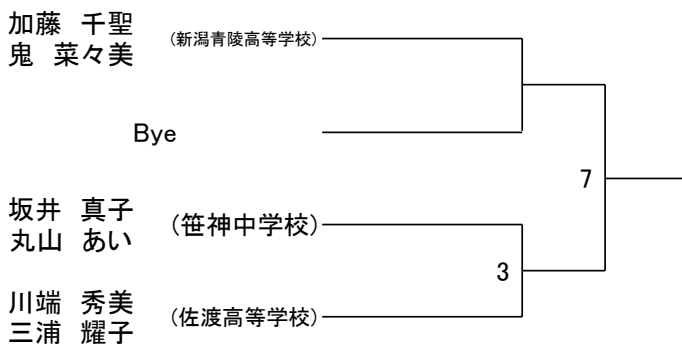 加藤 千聖
鬼 菜々美
(新潟青陵高等学校)
Bye
坂井 真子
丸山 あい
(笹神中学校)
川端 秀美
三浦 耀子
(佐渡高等学校)
3
7